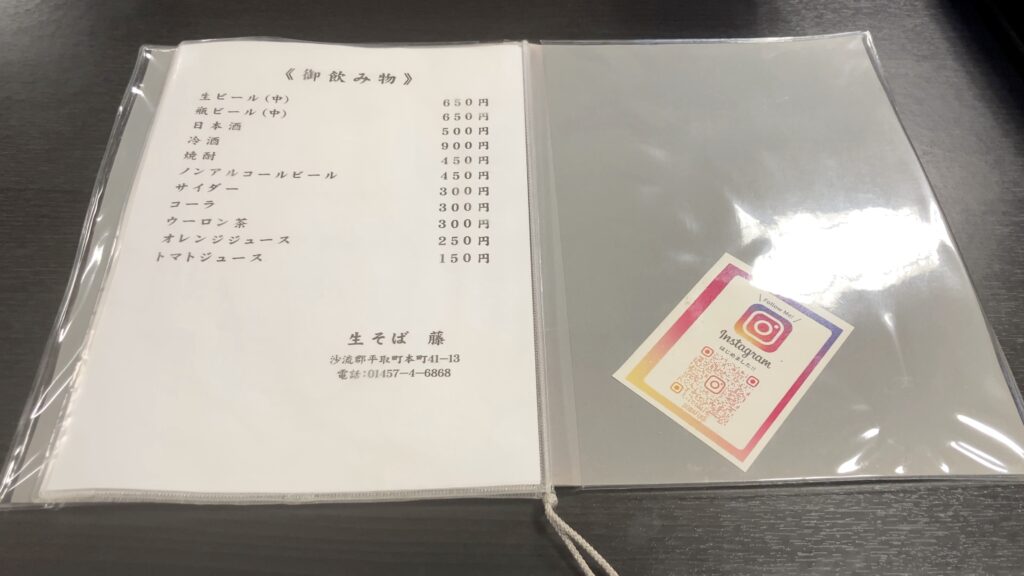 《御飲み物》
生ビール(中) 650円
瓶ビール(中) 650円
日本酒 500円
冷酒 900円
焼酎 450円
ノンアルコールビール 450円
サイダー 300円
コーラ 300円
ウーロン茶 300円
オレンジジュース 250円
トマトジュース 150円
生そば 藤
沙流郡平取町本町41-13
電話:01457-4-6868
\ Follow Me! /
Instagram
はじめました!!